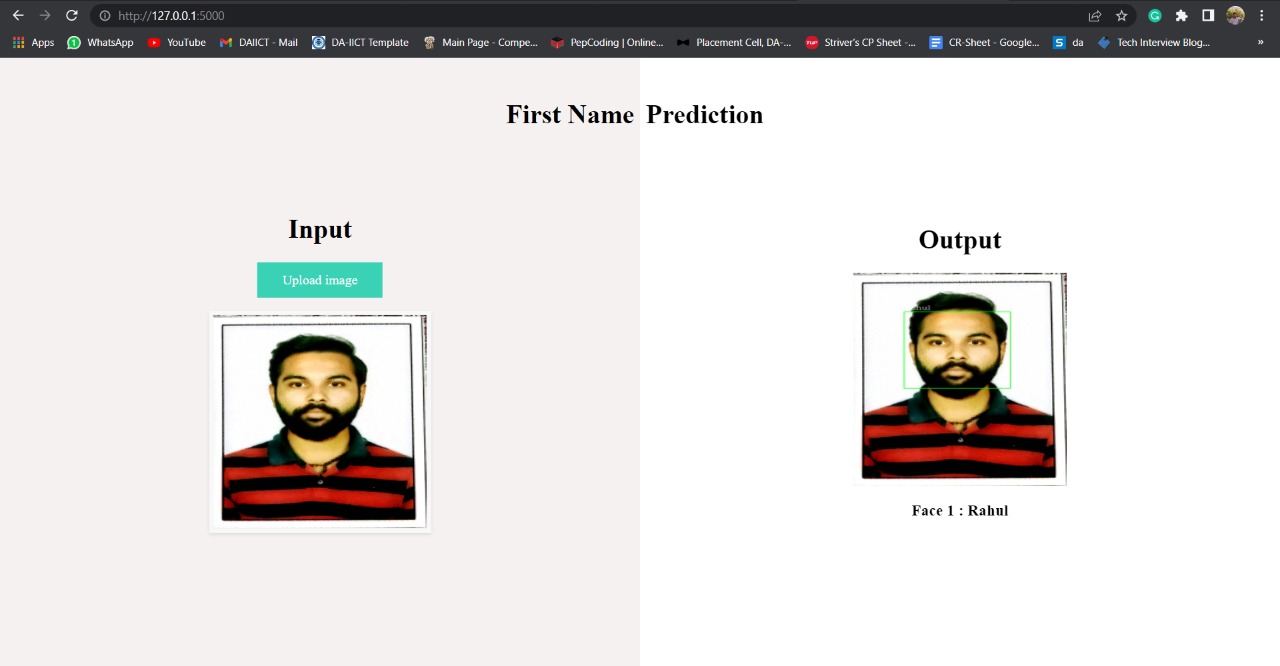 http://127.0.0.1:5000
Apps WhatsApp YouTube DAIICT - Mail DA-IICT Template Main Page - Compe... PepCoding | Online... Placement Cell, DA-... Striver's CP Sheet -... CR-Sheet - Google... da Tech Interview Blog... »
First Name Prediction
Input
Output
Upload image
Face 1 : Rahul